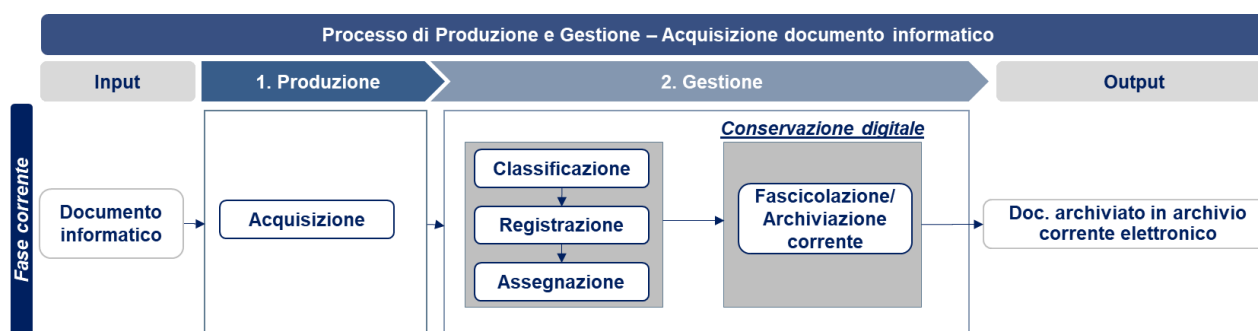 Processo di Produzione e Gestione – Acquisizione documento informatico
Input
1. Produzione
2. Gestione
Output
Fase corrente
Documento
informatico
Acquisizione
Classificazione
Registrazione
Assegnazione
Conservazione digitale
Fascicolazione/
Archiviazione
corrente
Doc. archiviato in archivio
corrente elettronico